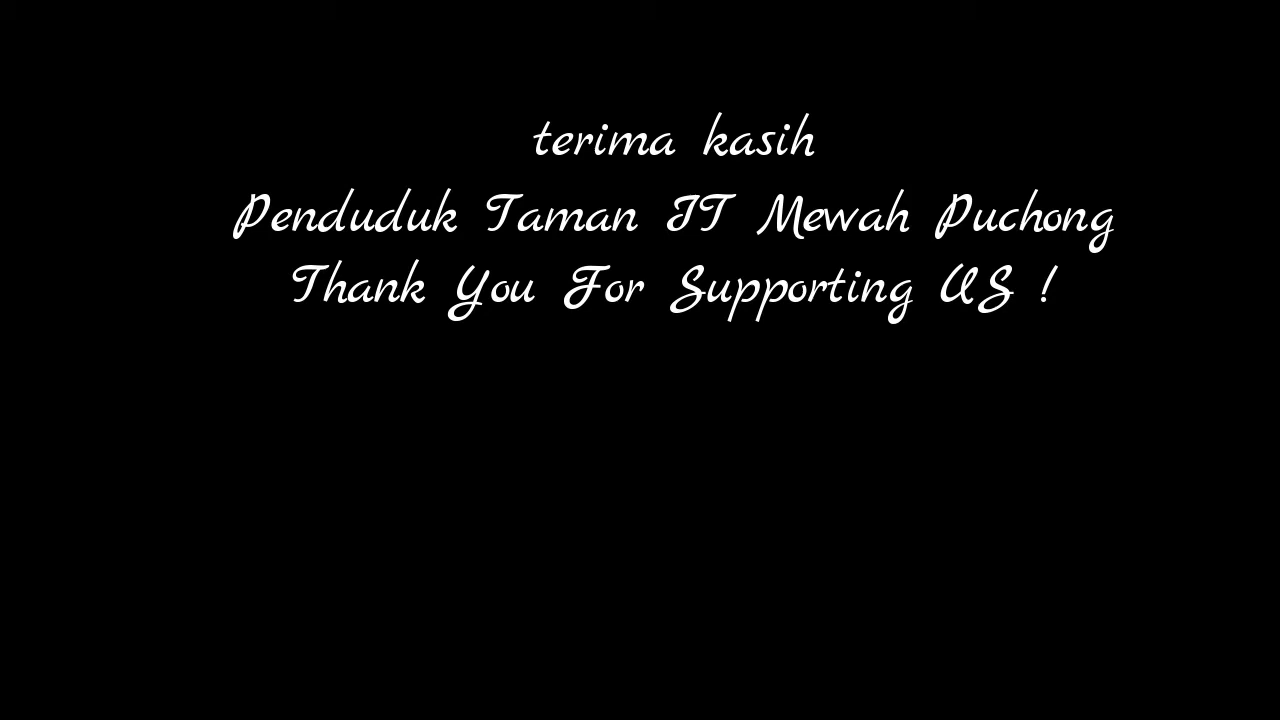 terima kasih
Penduduk Taman IT Mewah Puchong
Thank You For Supporting US !